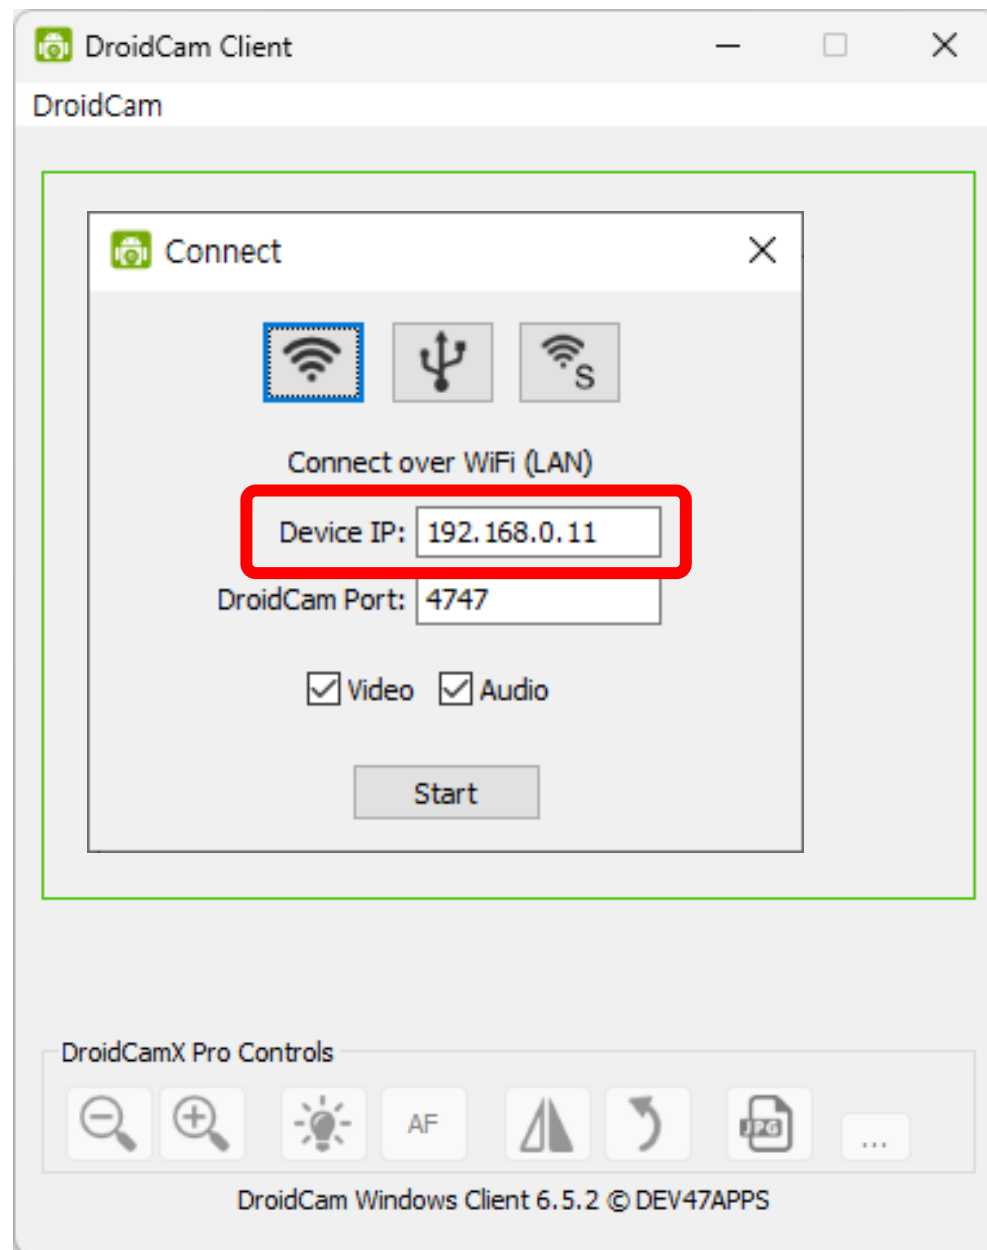 DroidCam Client
DroidCam
Connect
S
Connect over WiFi (LAN)
Device IP: 192.168.0.11
DroidCam Port: 4747
Video Audio
Start
DroidCamX Pro Controls
AF JPG ...
DroidCam Windows Client 6.5.2 © DEV47APPS